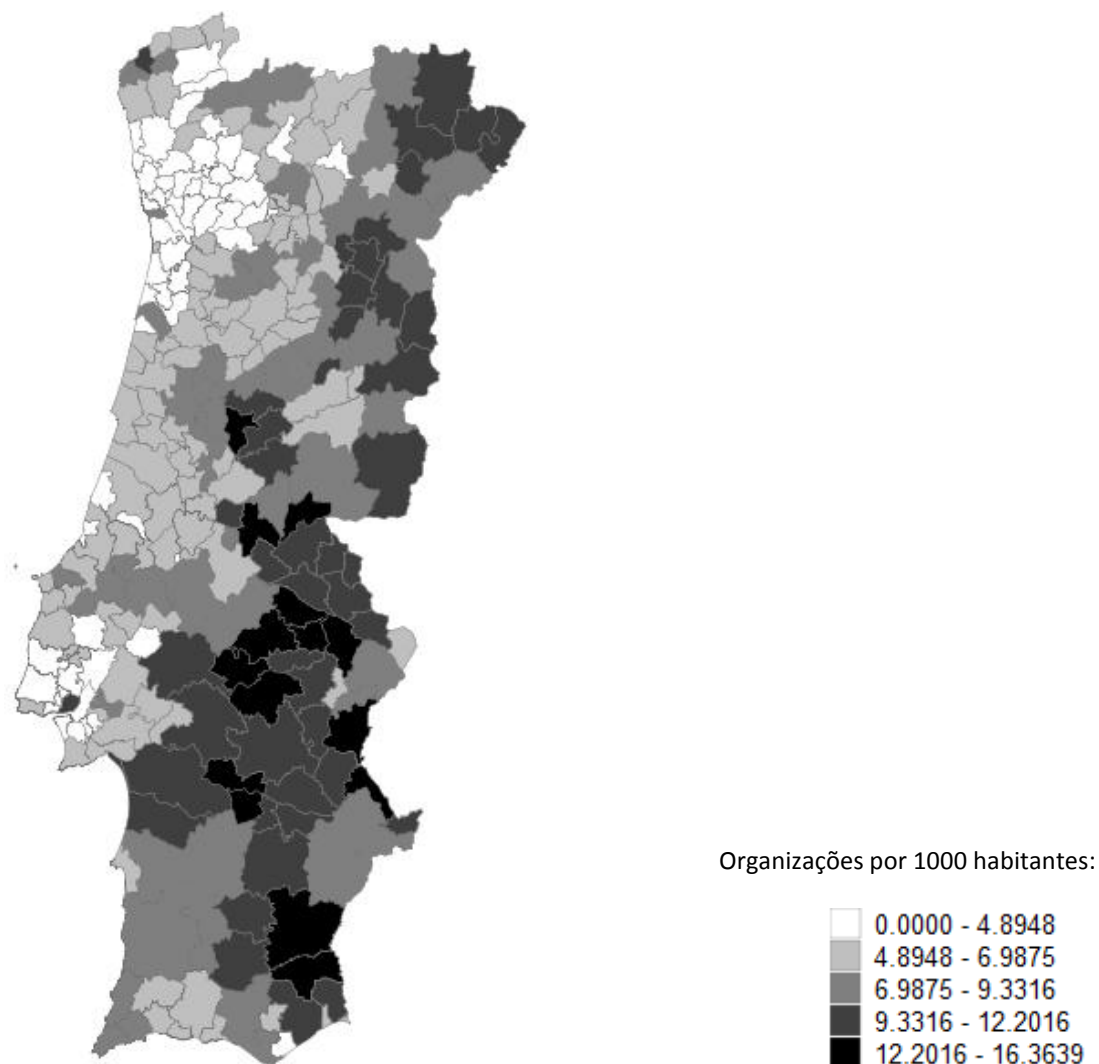 Organizações por 1000 habitantes:
0.0000 - 4.8948
4.8948 - 6.9875
6.9875 - 9.3316
9.3316 - 12.2016
12.2016 - 16.3639